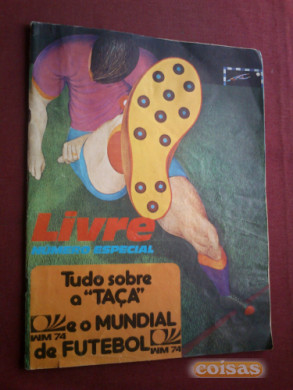 Livre
NÚMERO ESPECIAL
Tudo sobre
a "TAÇA"
e o MUNDIAL
de FUTEBOL
WM 74
WM 74
coisas